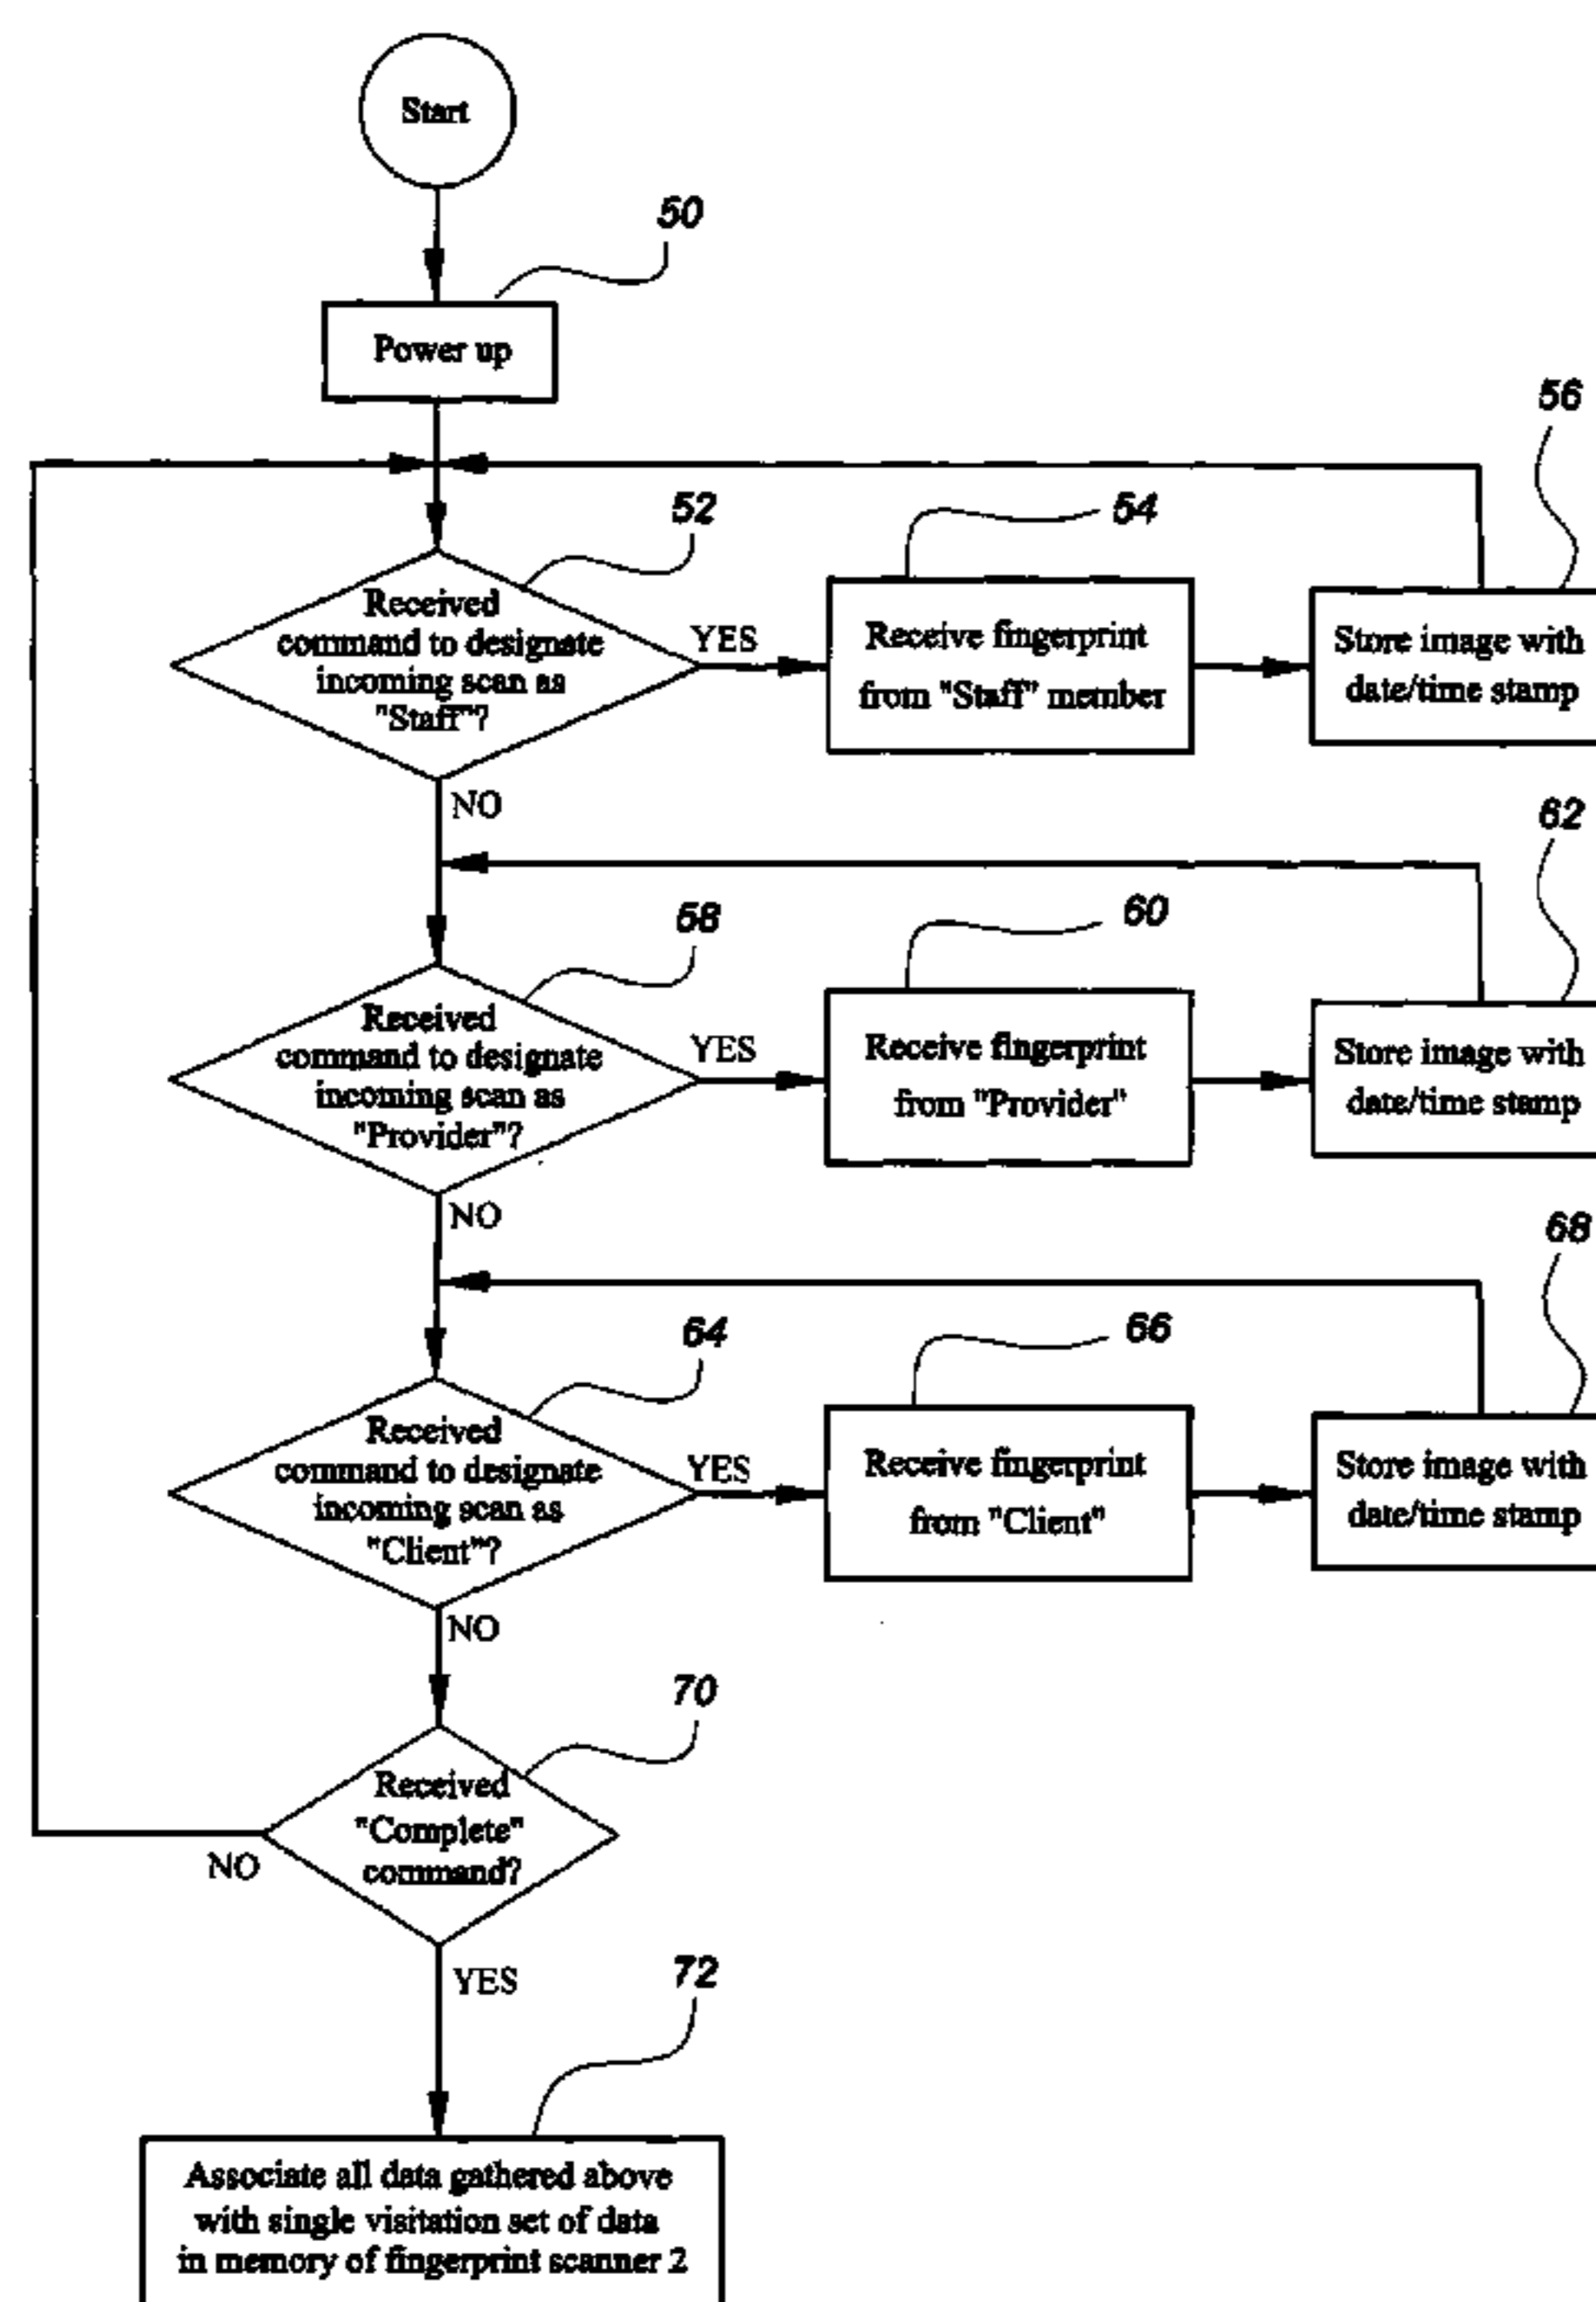 Start
50
Power up
56
52
54
Received
command to designate
incoming scan as
"Staff"?
YES
Receive fingerprint
from "Staff" member
Store image with
date/time stamp
NO
62
58
60
Received
command to designate
incoming scan as
"Provider"?
YES
Receive fingerprint
from "Provider"
Store image with
date/time stamp
NO
68
64
66
Received
command to designate
incoming scan as
"Client"?
YES
Receive fingerprint
from "Client"
Store image with
date/time stamp
NO
70
Received
"Complete"
command?
NO
YES
72
Associate all data gathered above
with single visitation set of data
in memory of fingerprint scanner 2